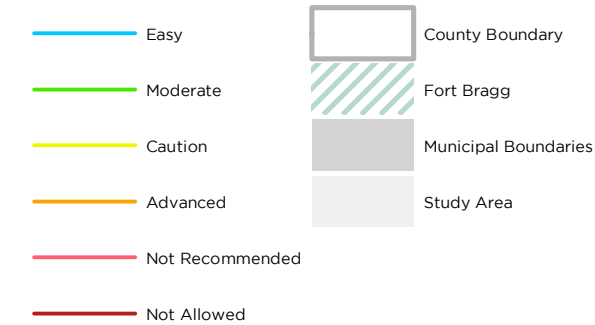 Easy
Moderate
Caution
Advanced
Not Recommended
Not Allowed
County Boundary
Fort Bragg
Municipal Boundaries
Study Area